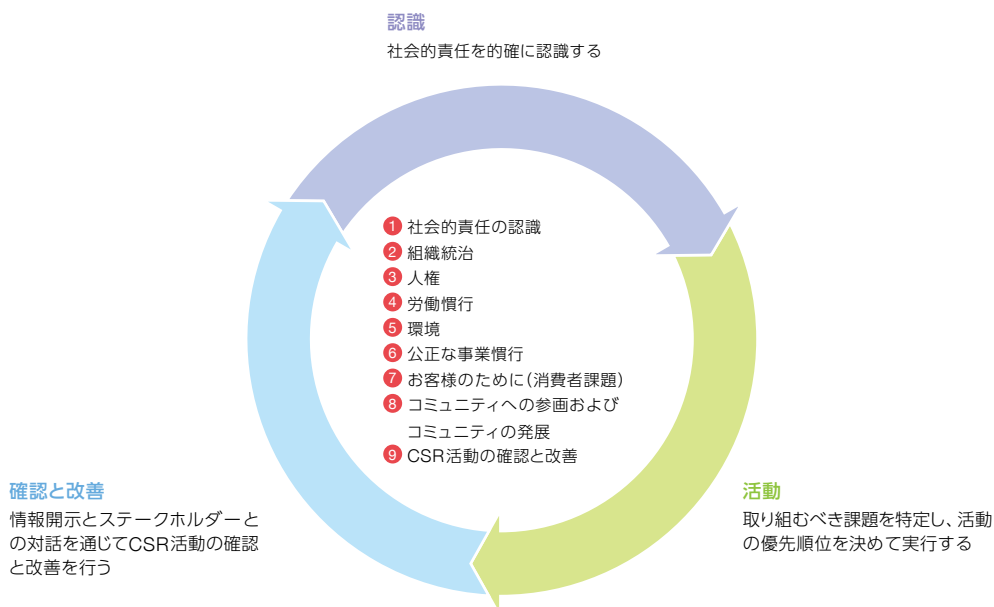 認識
社会的責任を的確に認識する
1 社会的責任の認識
2 組織統治
3 人権
4 労働慣行
5 環境
6 公正な事業慣行
7 お客様のために(消費者課題)
8 コミュニティへの参画および
コミュニティの発展
9 CSR活動の確認と改善
活動
取り組むべき課題を特定し、活動
の優先順位を決めて実行する
確認と改善
情報開示とステークホルダーと
の対話を通じてCSR活動の確認
と改善を行う